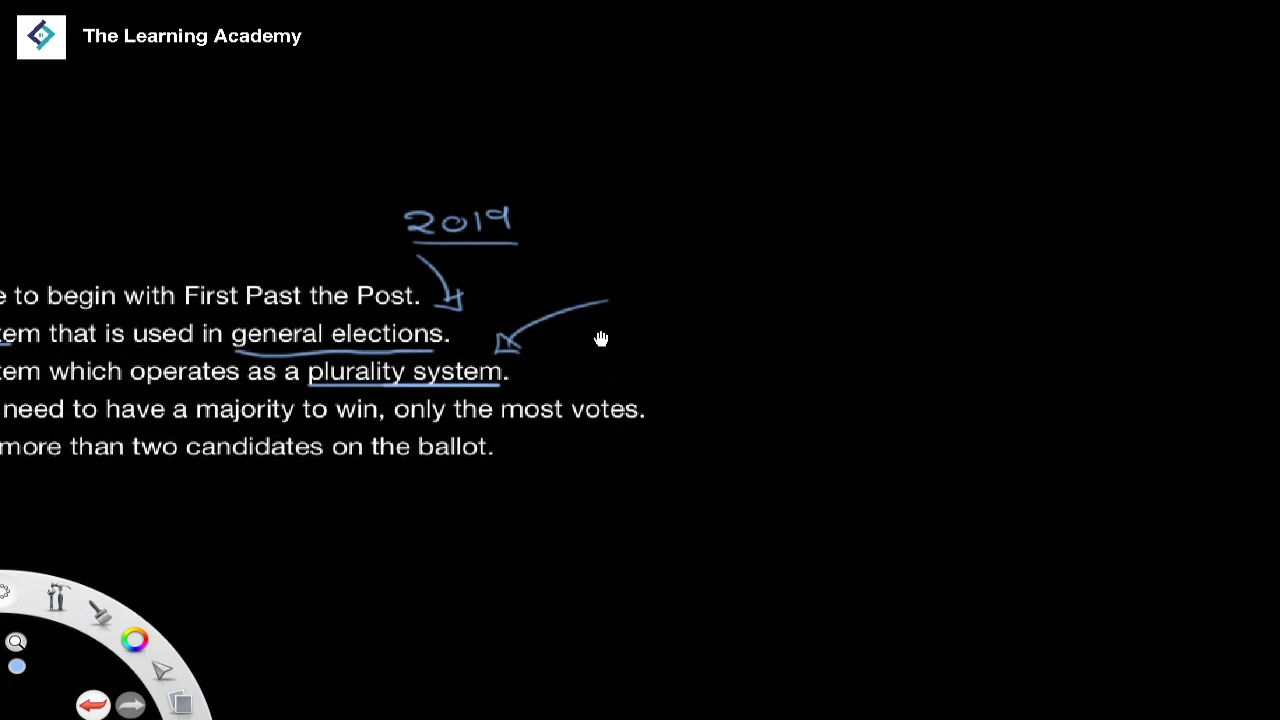 The Learning Academy
2019
e to begin with First Past the Post.
tem that is used in general elections.
tem which operates as a plurality system.
need to have a majority to win, only the most votes.
more than two candidates on the ballot.